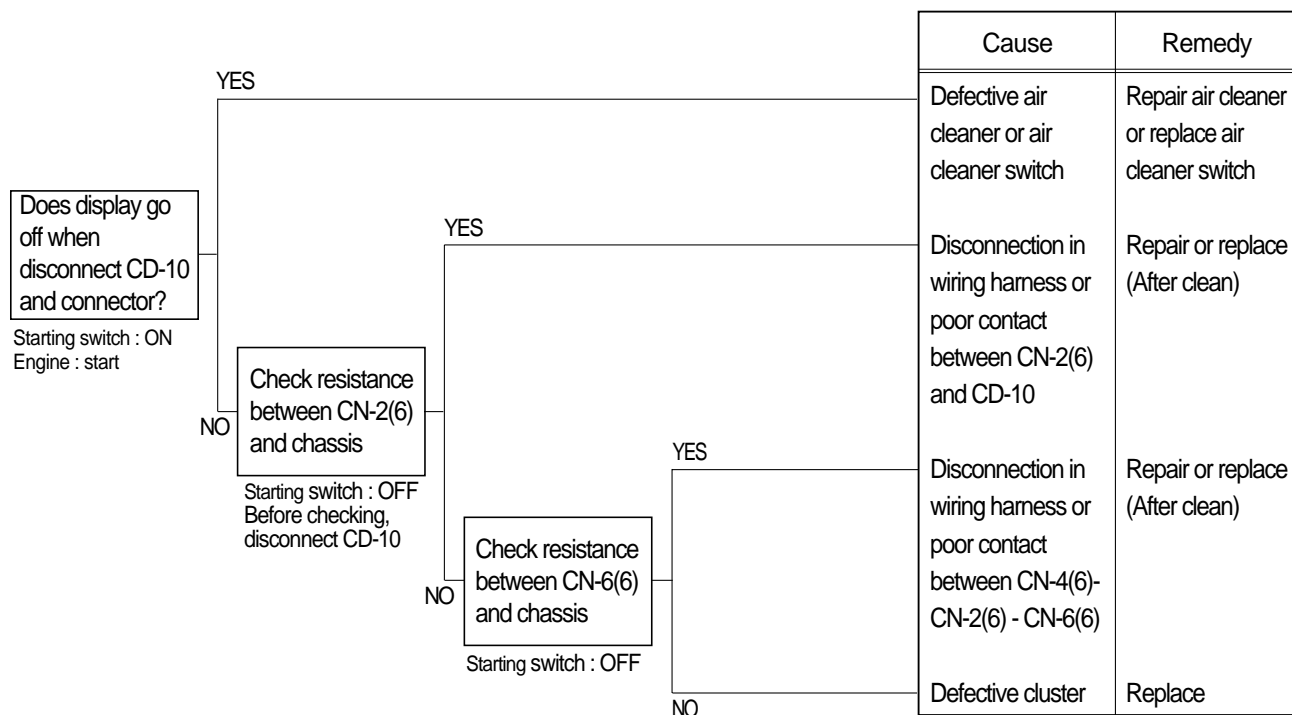 Cause
Remedy
YES
Defective air
cleaner or air
cleaner switch
Repair air cleaner
or replace air
cleaner switch
Does display go
off when
disconnect CD-10
and connector?
Starting switch : ON
Engine : start
YES
Disconnection in
wiring harness or
poor contact
between CN-2(6)
and CD-10
Repair or replace
(After clean)
NO
Check resistance
between CN-2(6)
and chassis
Starting switch : OFF
Before checking,
disconnect CD-10
YES
Disconnection in
wiring harness or
poor contact
between CN-4(6)-
CN-2(6) - CN-6(6)
Repair or replace
(After clean)
NO
Check resistance
between CN-6(6)
and chassis
Starting switch : OFF
NO
Defective cluster
Replace